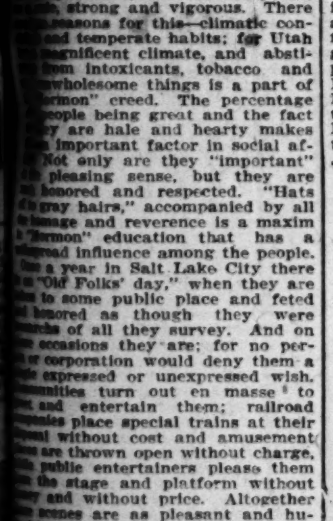 strong and vigorous. There
reasons for this—climatic con-
and temperate habits; for Utah
magnificent climate, and absti-
from intoxicants, tobacco and
wholesome things is a part of
"Mormon" creed. The percentage
people being great and the fact
they are hale and hearty makes
important factor in social af-
Not only are they "important"
pleasing sense, but they are
honored and respected. "Hats
gray hairs," accompanied by all
homage and reverence is a maxim
"Mormon" education that has a
influence among the people.
a year in Salt Lake City there
"Old Folks' day," when they are
to some public place and feted
honored as though they were
of all they survey. And on
occasions they are; for no per-
or corporation would deny them a
expressed or unexpressed wish.
turn out en masse to
and entertain them; railroad
place special trains at their
without cost and amusement
are thrown open without charge,
public entertainers please them
the stage and platform without
and without price. Altogether
scenes are as pleasant and hu-